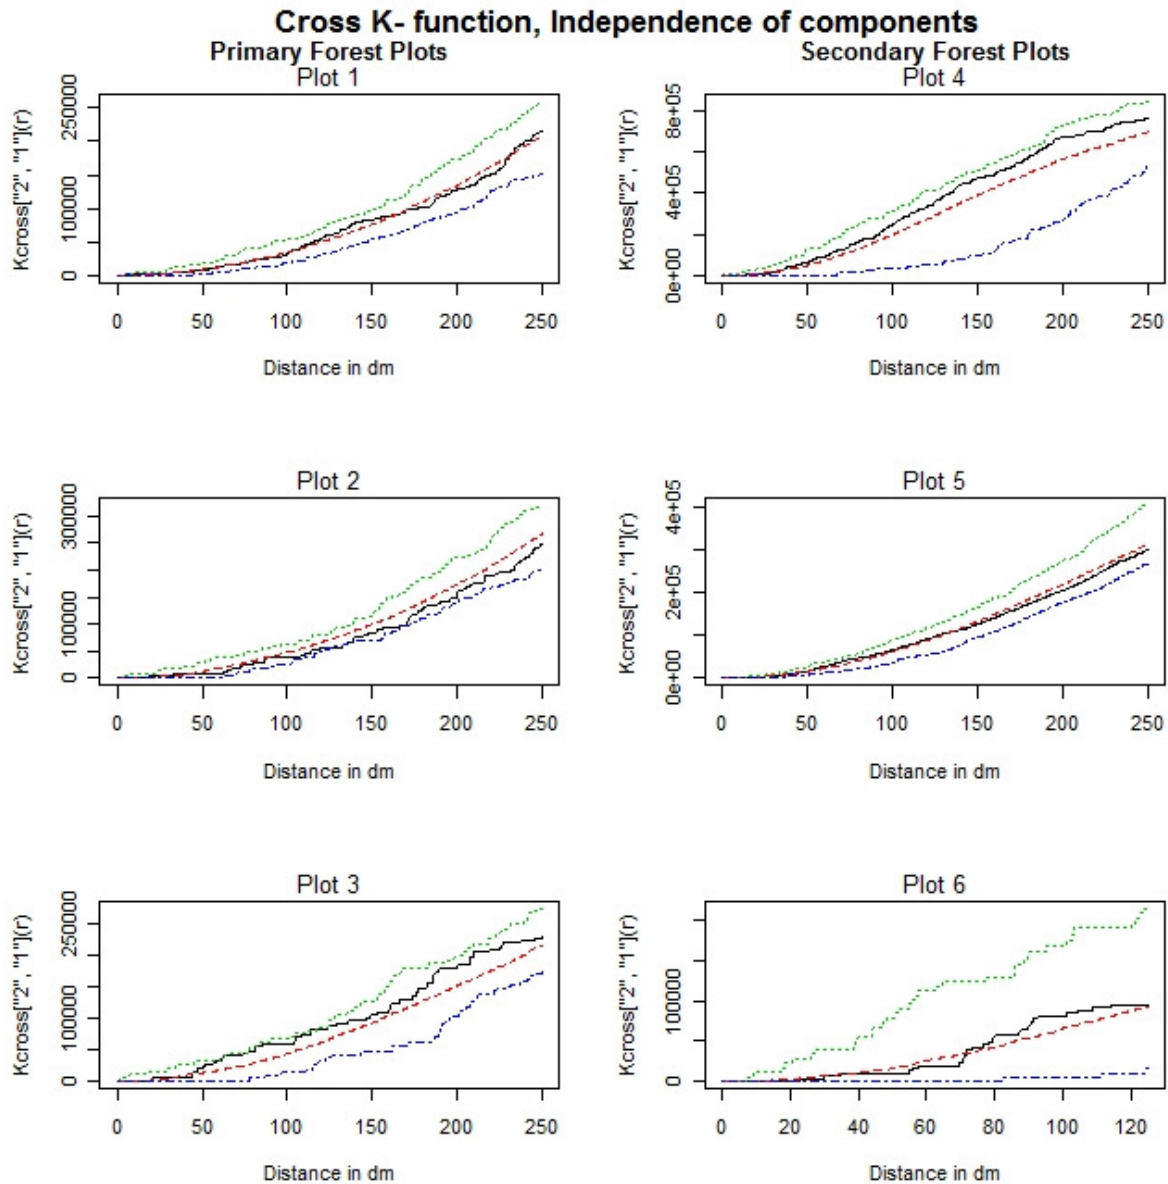 Cross K- function, Independence of components
Primary Forest Plots
Secondary Forest Plots
Plot 1
Kcross["2", "1"](r)
0 100000 250000
0 50 100 150 200 250
Distance in dm
Plot 4
Kcross["2", "1"](r)
0e+00 4e+05 8e+05
0 50 100 150 200 250
Distance in dm
Plot 2
Kcross["2", "1"](r)
0 100000 300000
0 50 100 150 200 250
Distance in dm
Plot 5
Kcross["2", "1"](r)
0e+00 2e+05 4e+05
0 50 100 150 200 250
Distance in dm
Plot 3
Kcross["2", "1"](r)
0 100000 250000
0 50 100 150 200 250
Distance in dm
Plot 6
Kcross["2", "1"](r)
0 100000
0 20 40 60 80 100 120
Distance in dm